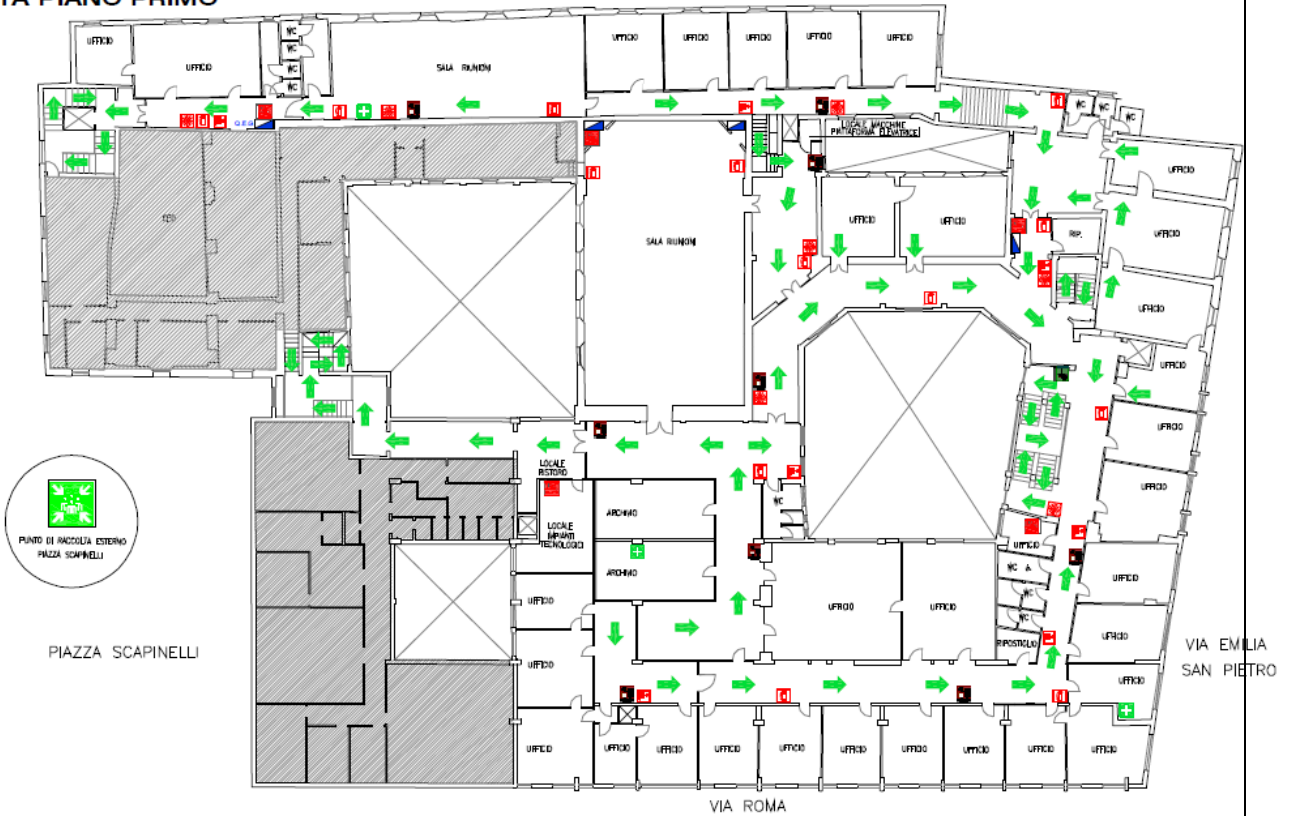 TA PIANO PRIMO
UFFICIO
UFFICIO
WC
WC
WC
WC
SALA RIUNIONI
UFFICIO
UFFICIO
UFFICIO
UFFICIO
UFFICIO
Q.E.G.
LOCALE MACCHINE
PIATTAFORMA ELEVATRICE
WC
WC
WC
UFFICIO
UFFICIO
UFFICIO
UFFICIO
UFFICIO
UFFICIO
UFFICIO
RIP.
SALA RIUNIONI
UFFICIO
UFFICIO
LOCALE
RISTORO
LOCALE
IMPIANTI
TECNOLOGICI
ARCHIVIO
ARCHIVIO
WC
UFFICIO
WC A.
WC
WC
RIPOSTIGLIO
UFFICIO
UFFICIO
UFFICIO
UFFICIO
UFFICIO
UFFICIO
UFFICIO
PUNTO DI RACCOLTA ESTERNO
PIAZZA SCAPINELLI
PIAZZA SCAPINELLI
VIA EMILIA
SAN PIETRO
UFFICIO
UFFICIO
UFFICIO
UFFICIO
UFFICIO
UFFICIO
UFFICIO
UFFICIO
UFFICIO
UFFICIO
VIA ROMA